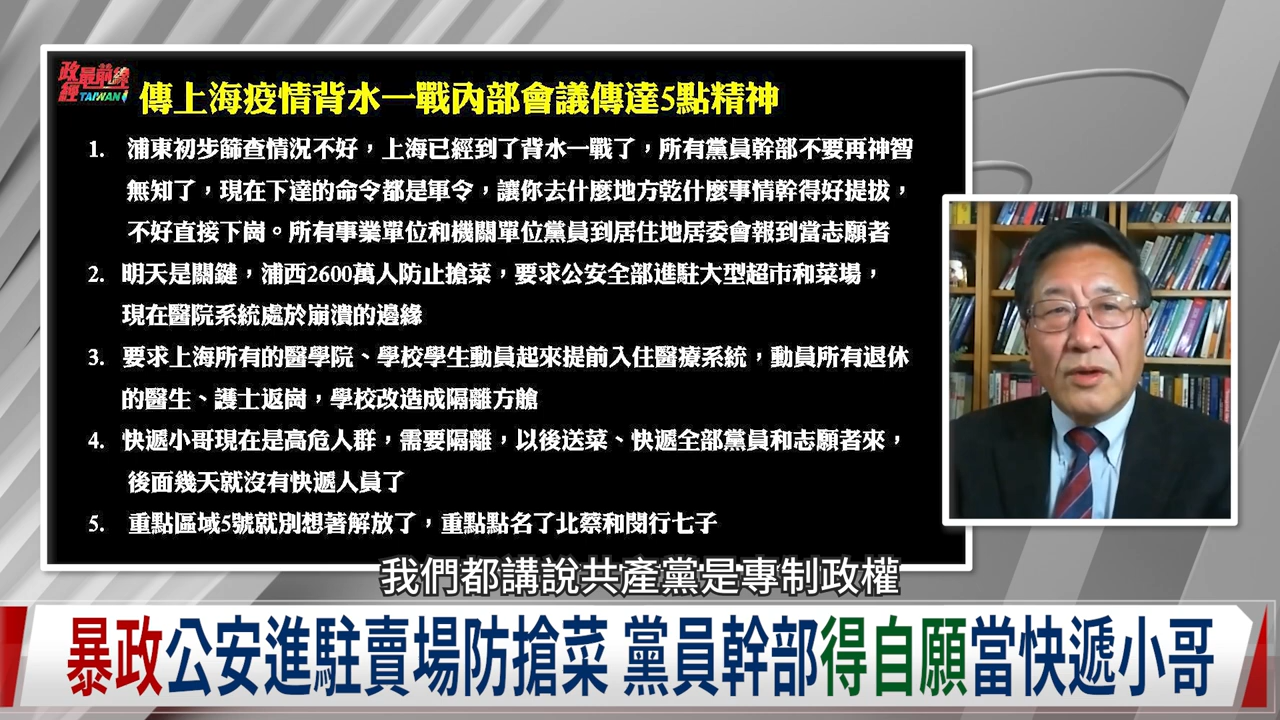 政經最前線
TAIWAN
傳上海疫情背水一戰內部會議傳達5點精神
1. 浦東初步篩查情況不好，上海已經到了背水一戰了，所有黨員幹部不要再神智
無知了，現在下達的命令都是軍令，讓你去什麼地方乾什麼事情幹得好提拔，
不好直接下崗。所有事業單位和機關單位黨員到居住地居委會報到當志願者
2. 明天是關鍵，浦西2600萬人防止搶菜，要求公安全部進駐大型超市和菜場，
現在醫院系統處於崩潰的邊緣
3. 要求上海所有的醫學院、學校學生動員起來提前入住醫療系統，動員所有退休
的醫生、護士返崗，學校改造成隔離方艙
4. 快遞小哥現在是高危人群，需要隔離，以後送菜、快遞全部黨員和志願者來，
後面幾天就沒有快遞人員了
5. 重點區域5號就別想著解放了，重點點名了北蔡和閔行七子
我們都講說共產黨是專制政權
暴政公安進駐賣場防搶菜 黨員幹部得自願當快遞小哥